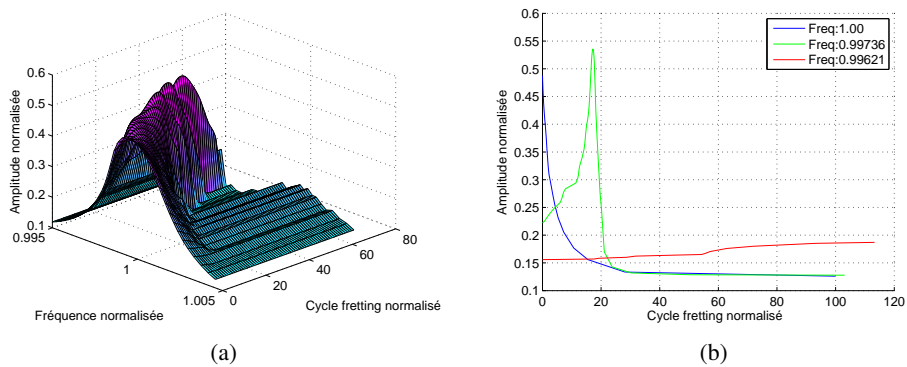 0.6
0.5
0.4
0.3
0.2
0.1
Amplitude normalisée
0.995
1
1.005
Fréquence normalisée
0
20
40
60
80
Cycle fretting normalisé
(a)
0.6
0.55
0.5
0.45
0.4
0.35
0.3
0.25
0.2
0.15
0.1
Amplitude normalisée
Freq:1.00
Freq:0.99736
Freq:0.99621
0 20 40 60 80 100 120
Cycle fretting normalisé
(b)